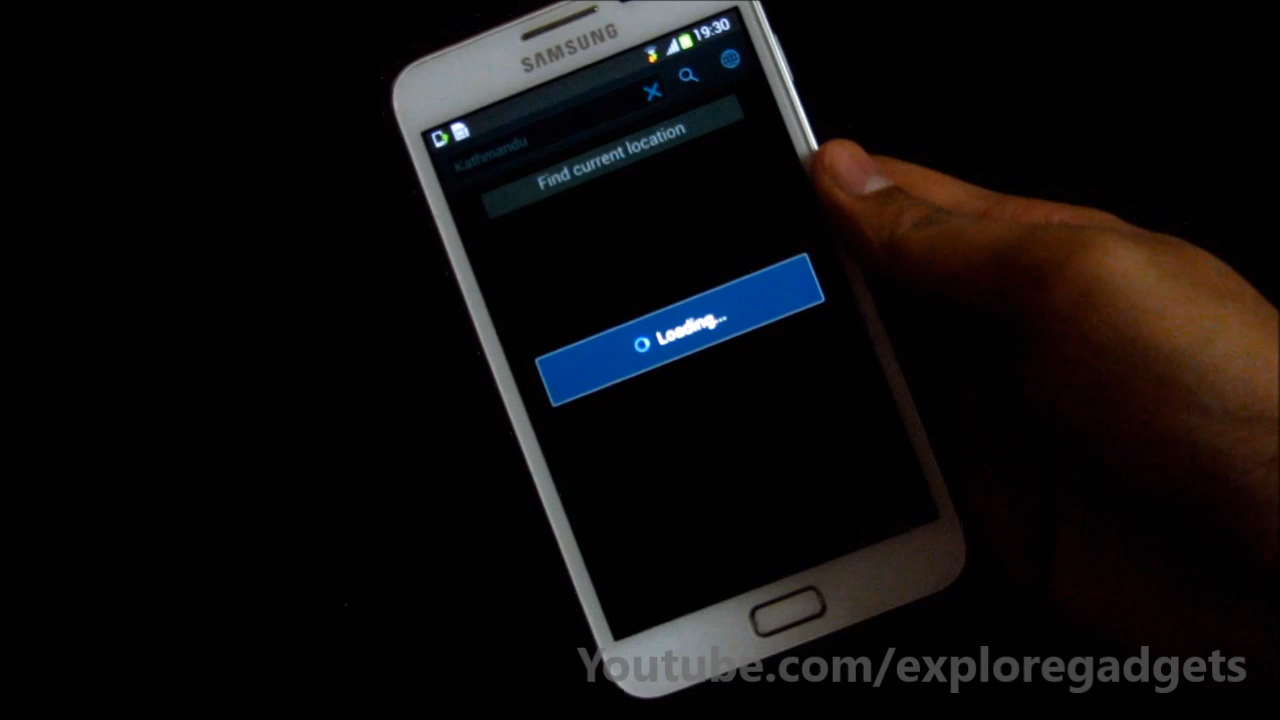 SAMSUNG
19:30
Kathmandu
Find current location
Loading...
Youtube.com/exploregadgets